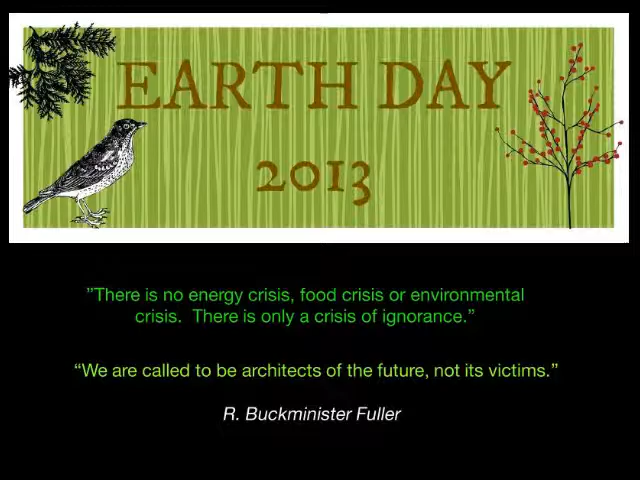 EARTH DAY
2013
”There is no energy crisis, food crisis or environmental
crisis.  There is only a crisis of ignorance.”
“We are called to be architects of the future, not its victims.”
R. Buckminister Fuller